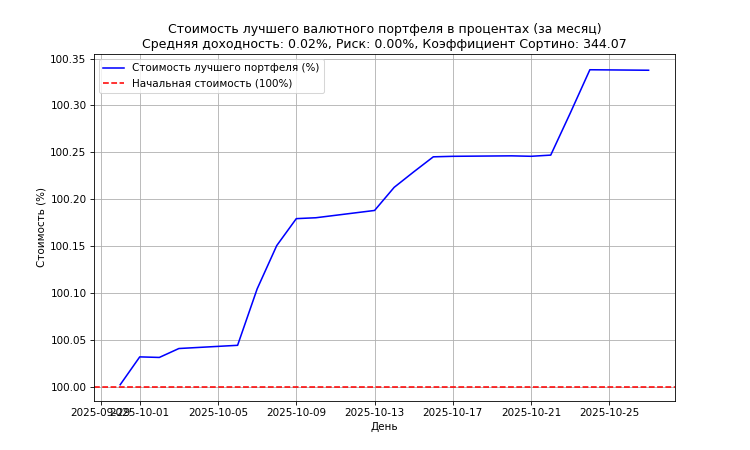 Стоимость лучшего валютного портфеля в процентах (за месяц)
Средняя доходность: 0.02%, Риск: 0.00%, Коэффициент Сортино: 344.07
Стоимость лучшего портфеля (%)
Начальная стоимость (100%)
Стоимость (%)
100.35
100.30
100.25
100.20
100.15
100.10
100.05
100.00
2025-09-29 2025-10-01 2025-10-05 2025-10-09 2025-10-13 2025-10-17 2025-10-21 2025-10-25
День